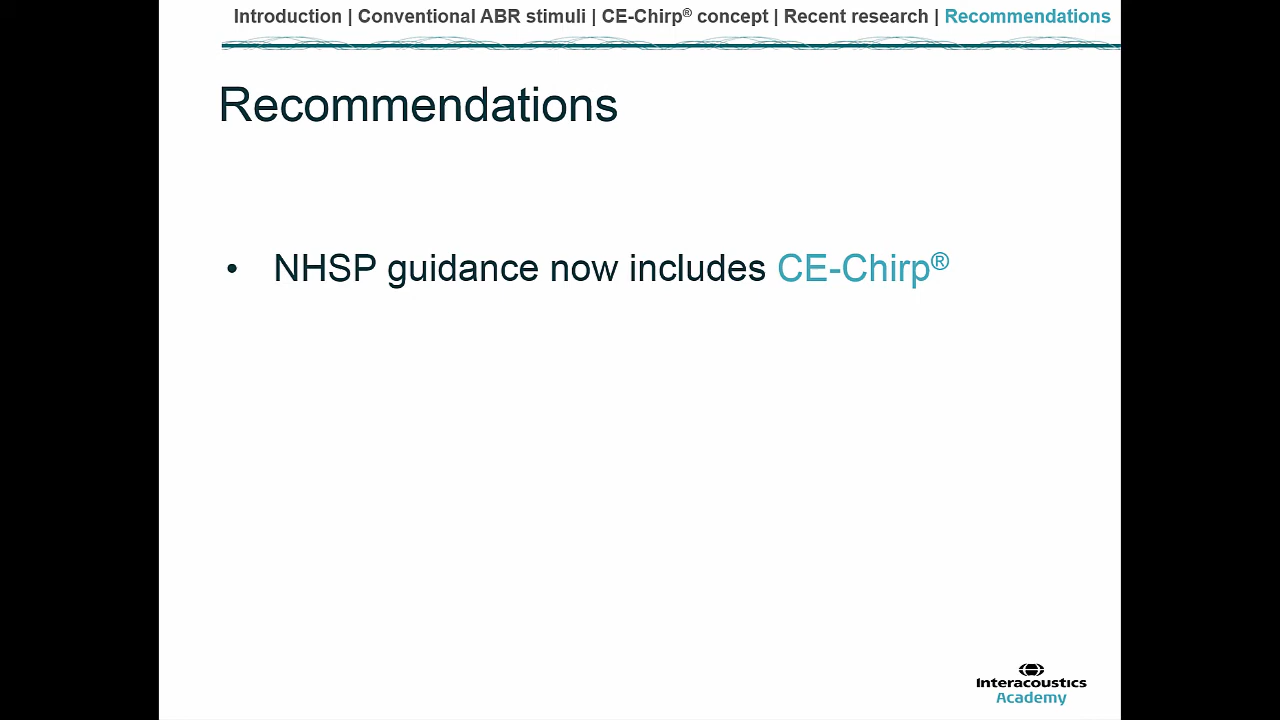 Introduction | Conventional ABR stimuli | CE-Chirp® concept | Recent research | Recommendations
Recommendations
• NHSP guidance now includes CE-Chirp®
Interacoustics
Academy